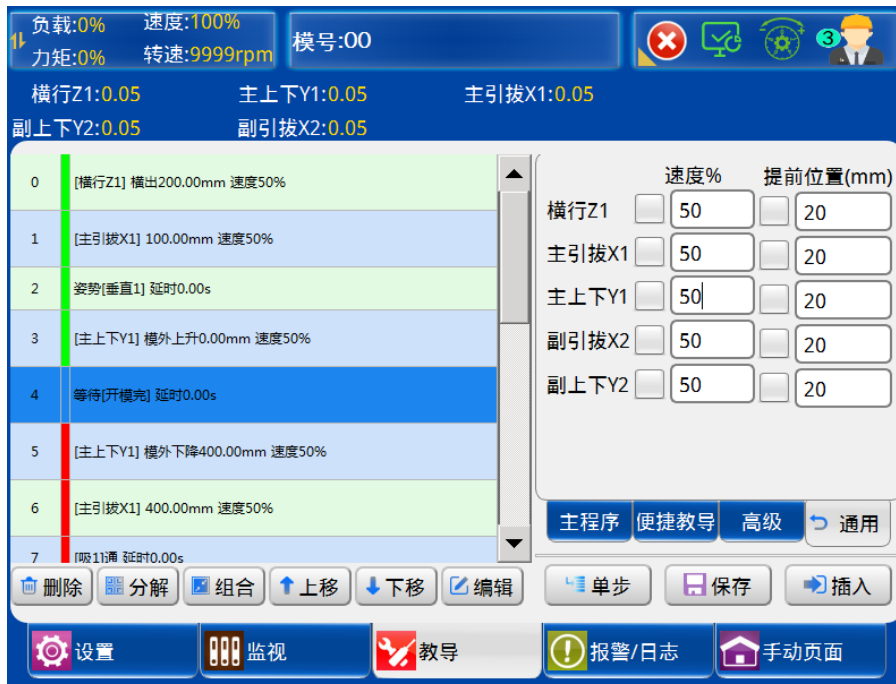 负载:0% 速度:100%
力矩:0% 转速:9999rpm
模号:00
3
横行Z1:0.05 主上下Y1:0.05 主引拔X1:0.05
副上下Y2:0.05 副引拔X2:0.05
0 [横行Z1] 横出200.00mm 速度50%
1 [主引拔X1] 100.00mm 速度50%
2 姿势[垂直1] 延时0.00s
3 [主上下Y1] 模外上升0.00mm 速度50%
4 等待[开模完] 延时0.00s
5 [主上下Y1] 模外下降400.00mm 速度50%
6 [主引拔X1] 400.00mm 速度50%
7 [吸1]通 延时0.00s
速度% 提前位置(mm)
横行Z1 50 20
主引拔X1 50 20
主上下Y1 50 20
副引拔X2 50 20
副上下Y2 50 20
主程序 便捷教导 高级 通用
删除 分解 组合 上移 下移 编辑 单步 保存 插入
设置 监视 教导 报警/日志 手动页面